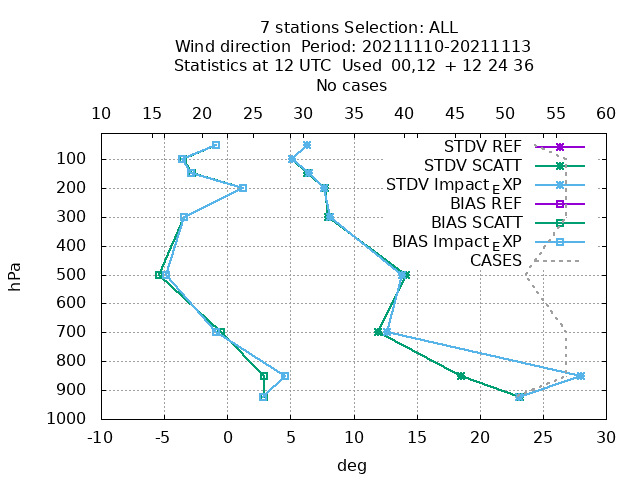 7 stations Selection: ALL
Wind direction  Period: 20211110-20211113
Statistics at 12 UTC  Used  00,12  + 12 24 36
No cases
10 15 20 25 30 35 40 45 50 55 60
STDV REF
STDV SCATT
STDV Impact_EXP
BIAS REF
BIAS SCATT
BIAS Impact_EXP
CASES
hPa
100
200
300
400
500
600
700
800
900
1000
-10 -5 0 5 10 15 20 25 30
deg